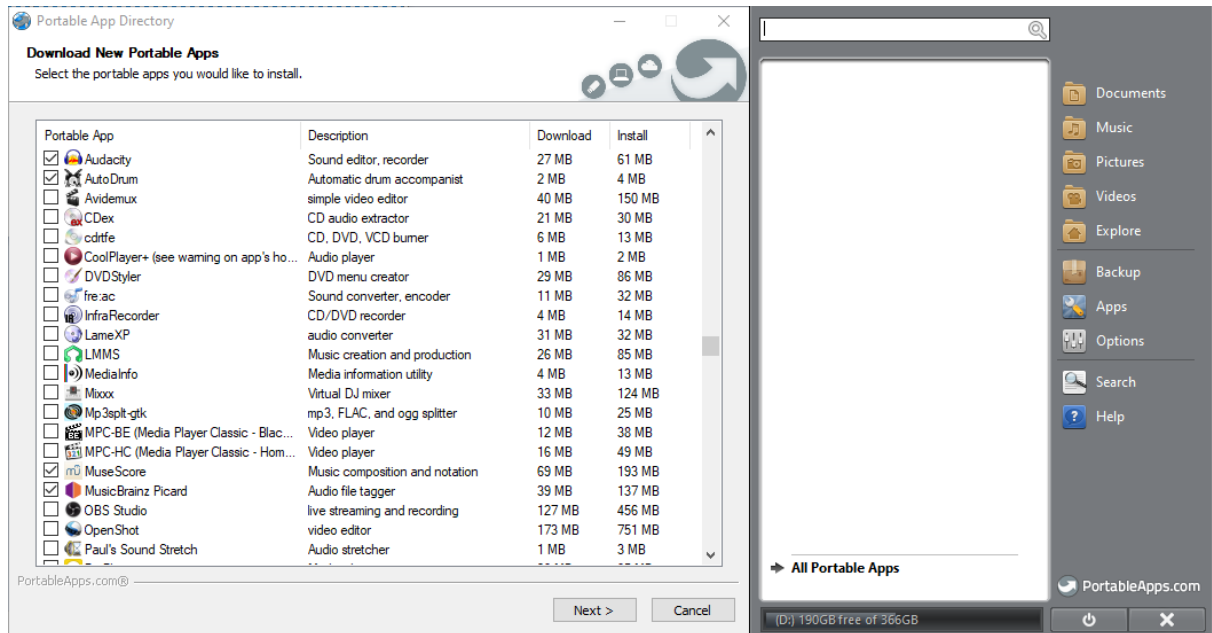 Portable App Directory
Download New Portable Apps
Select the portable apps you would like to install.
Portable App Description Download Install
Audacity Sound editor, recorder 27 MB 61 MB
AutoDrum Automatic drum accompanist 2 MB 4 MB
Avidemux simple video editor 40 MB 150 MB
CDex CD audio extractor 21 MB 30 MB
cdrtfe CD, DVD, VCD burner 6 MB 13 MB
CoolPlayer+ (see warning on app's ho... Audio player 1 MB 2 MB
DVDStyler DVD menu creator 29 MB 86 MB
fre:ac Sound converter, encoder 11 MB 32 MB
InfraRecorder CD/DVD recorder 4 MB 14 MB
LameXP audio converter 31 MB 32 MB
LMMS Music creation and production 26 MB 85 MB
MediaInfo Media information utility 4 MB 13 MB
Mixxx Virtual DJ mixer 33 MB 124 MB
Mp3splt-gtk mp3, FLAC, and ogg splitter 10 MB 25 MB
MPC-BE (Media Player Classic - Blac... Video player 12 MB 38 MB
MPC-HC (Media Player Classic - Hom... Video player 16 MB 49 MB
MuseScore Music composition and notation 69 MB 193 MB
MusicBrainz Picard Audio file tagger 39 MB 137 MB
OBS Studio live streaming and recording 127 MB 456 MB
OpenShot video editor 173 MB 751 MB
Paul's Sound Stretch Audio stretcher 1 MB 3 MB
PortableApps.com®
Next >
Cancel
Documents
Music
Pictures
Videos
Explore
Backup
Apps
Options
Search
Help
All Portable Apps
PortableApps.com
(D:) 190GB free of 366GB